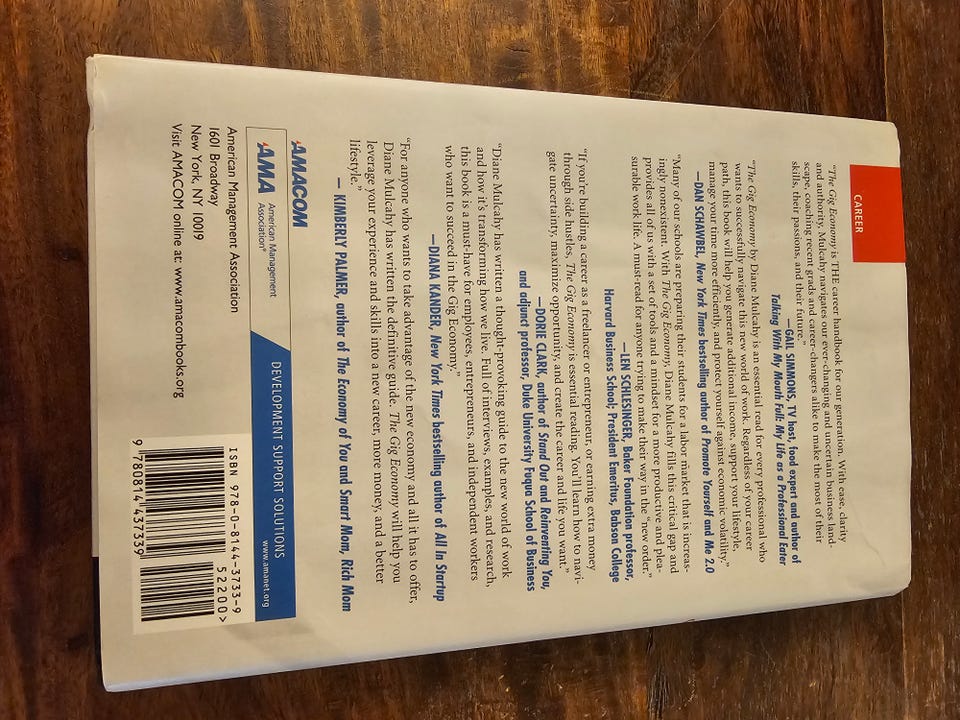 CAREER
"The Gig Economy is THE career handbook for our generation. With ease, clarity
and authority, Mulcahy navigates our ever-changing and uncertain business land-
scape, coaching recent grads and career-changers alike to make the most of their
skills, their passions, and their future."
—GAIL SIMMONS, TV host, food expert and author of
Talking With My Mouth Full: My Life as a Professional Eater
"The Gig Economy by Diane Mulcahy is an essential read for every professional who
wants to successfully navigate this new world of work. Regardless of your career
path, this book will help you generate additional income, support your lifestyle,
manage your time more efficiently, and protect yourself against economic volatility."
—DAN SCHAWBEL, New York Times bestselling author of Promote Yourself and Me 2.0
"Many of our schools are preparing their students for a labor market that is increas-
ingly nonexistent. With The Gig Economy, Diane Mulcahy fills this critical gap and
provides all of us with a set of tools and a mindset for a more productive and plea-
surable work life. A must-read for anyone trying to make their way in the "new order."
—LEN SCHLESINGER, Baker Foundation professor,
Harvard Business School; President Emeritus, Babson College
"If you're building a career as a freelancer or entrepreneur, or earning extra money
through side hustles, The Gig Economy is essential reading. You'll learn how to navi-
gate uncertainty, maximize opportunity, and create the career and life you want."
—DORIE CLARK, author of Stand Out and Reinventing You,
and adjunct professor, Duke University Fuqua School of Business
"Diane Mulcahy has written a thought-provoking guide to the new world of work
and how it's transforming how we live. Full of interviews, examples, and research,
this book is a must-have for employees, entrepreneurs, and independent workers
who want to succeed in the Gig Economy."
—DIANA KANDER, New York Times bestselling author of All In Startup
"For anyone who wants to take advantage of the new economy and all it has to offer,
Diane Mulcahy has written the definitive guide. The Gig Economy will help you
leverage your experience and skills into a new career, more money, and a better
lifestyle."
— KIMBERLY PALMER, author of The Economy of You and Smart Mom, Rich Mom
AMACOM
AMA American Management
Association®
DEVELOPMENT SUPPORT SOLUTIONS
www.amanet.org
American Management Association
1601 Broadway
New York, NY 10019
Visit AMACOM online at: www.amacombooks.org
ISBN 978-0-8144-3733-9
52200>
9 780814 437339